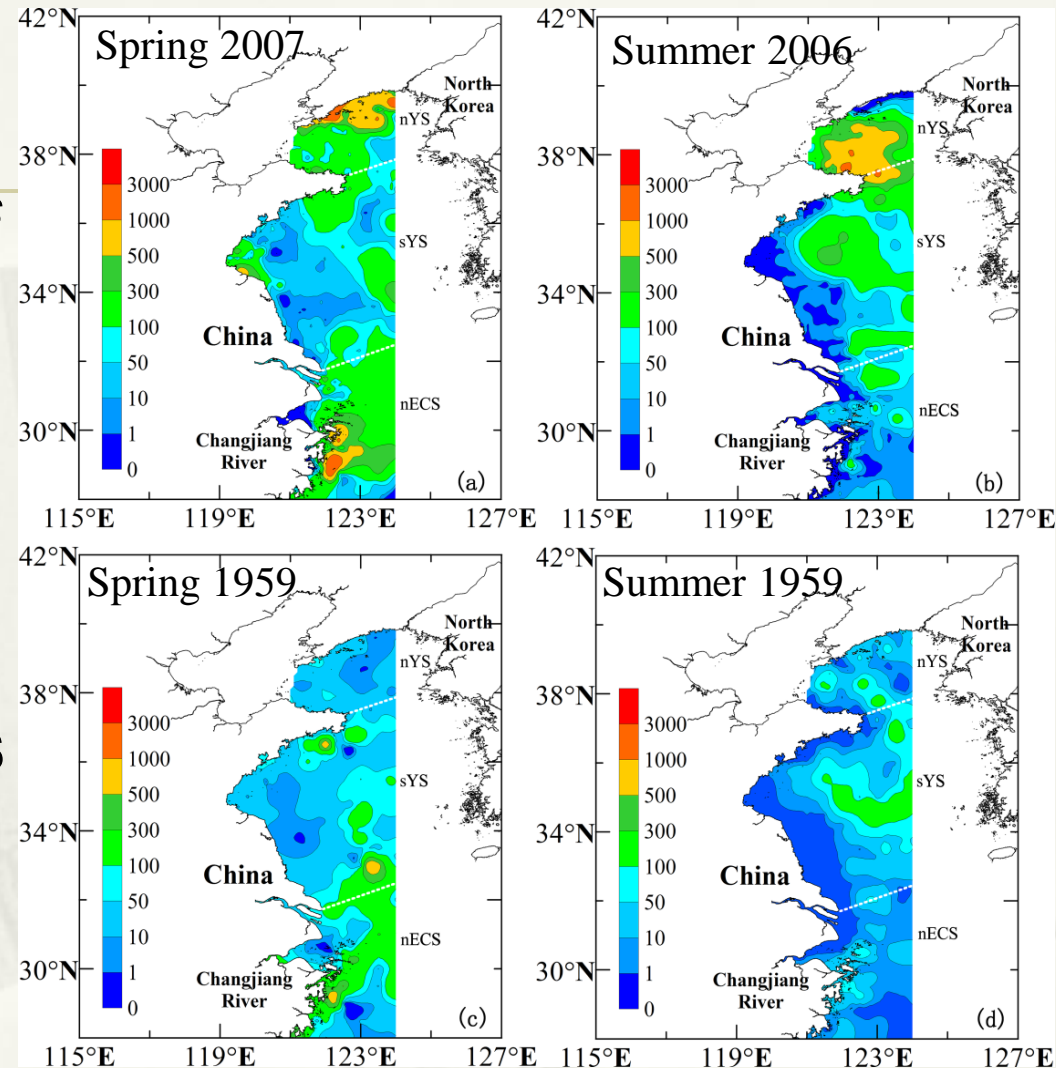 42°N
Spring 2007
North
Korea
nYS
38°N
3000
1000
500
sYS
300
34°N
100
China
50
10
nECS
30°N
1
Changjiang
River
0
(a)
115°E 119°E 123°E 127°E
42°N
Summer 2006
North
Korea
nYS
38°N
3000
1000
500
sYS
300
34°N
100
China
50
10
nECS
30°N
1
Changjiang
River
0
(b)
115°E 119°E 123°E 127°E
42°N
Spring 1959
North
Korea
nYS
38°N
3000
1000
sYS
500
300
34°N
100
China
50
10
nECS
30°N
1
Changjiang
River
0
(c)
115°E 119°E 123°E 127°E
42°N
Summer 1959
North
Korea
nYS
38°N
3000
1000
sYS
500
300
34°N
100
China
50
10
nECS
30°N
1
Changjiang
River
0
(d)
115°E 119°E 123°E 127°E